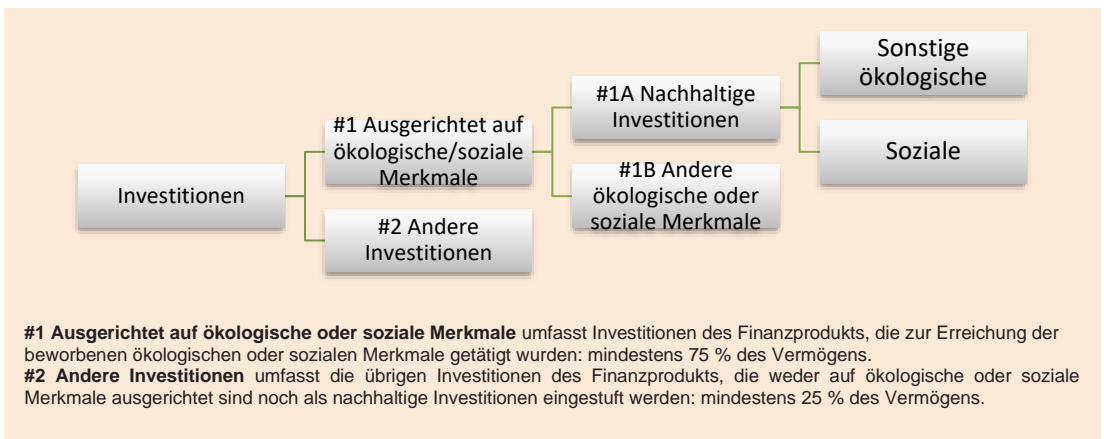 Investitionen
#1 Ausgerichtet auf
ökologische/soziale
Merkmale
#2 Andere
Investitionen
#1A Nachhaltige
Investitionen
#1B Andere
ökologische oder
soziale Merkmale
Sonstige
ökologische
Soziale
#1 Ausgerichtet auf ökologische oder soziale Merkmale umfasst Investitionen des Finanzprodukts, die zur Erreichung der
beworbenen ökologischen oder sozialen Merkmale getätigt wurden: mindestens 75 % des Vermögens.
#2 Andere Investitionen umfasst die übrigen Investitionen des Finanzprodukts, die weder auf ökologische oder soziale
Merkmale ausgerichtet sind noch als nachhaltige Investitionen eingestuft werden: mindestens 25 % des Vermögens.